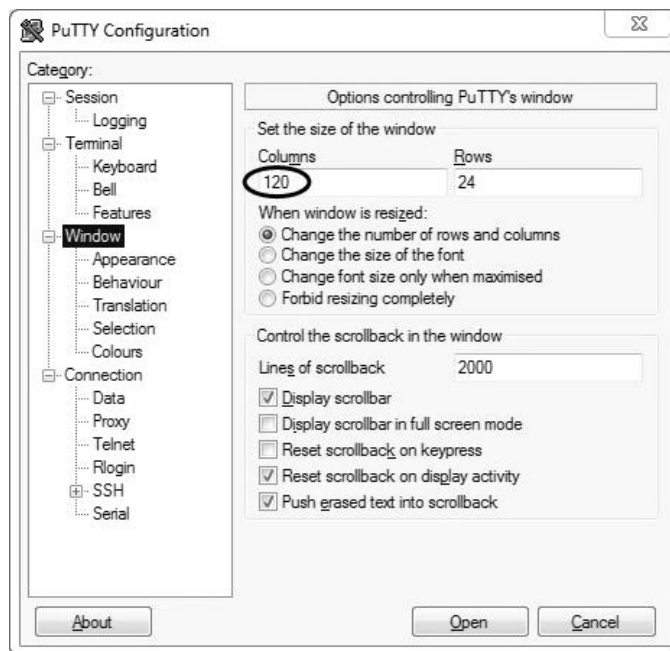 PuTTY Configuration
Category:
Session
Logging
Terminal
Keyboard
Bell
Features
Window
Appearance
Behaviour
Translation
Selection
Colours
Connection
Data
Proxy
Telnet
Rlogin
SSH
Serial
Options controlling PuTTY's window
Set the size of the window
Columns Rows
120 24
When window is resized:
Change the number of rows and columns
Change the size of the font
Change font size only when maximised
Forbid resizing completely
Control the scrollback in the window
Lines of scrollback 2000
Display scrollbar
Display scrollbar in full screen mode
Reset scrollback on keypress
Reset scrollback on display activity
Push erased text into scrollback
About Open Cancel